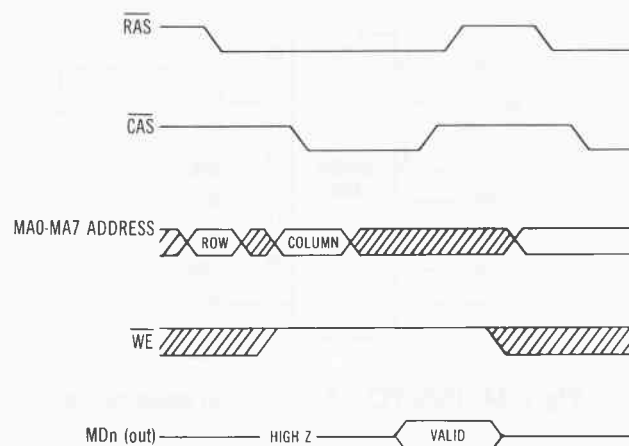 RAS
CAS
MA0-MA7 ADDRESS
ROW
COLUMN
WE
MDn (out)
HIGH Z
VALID